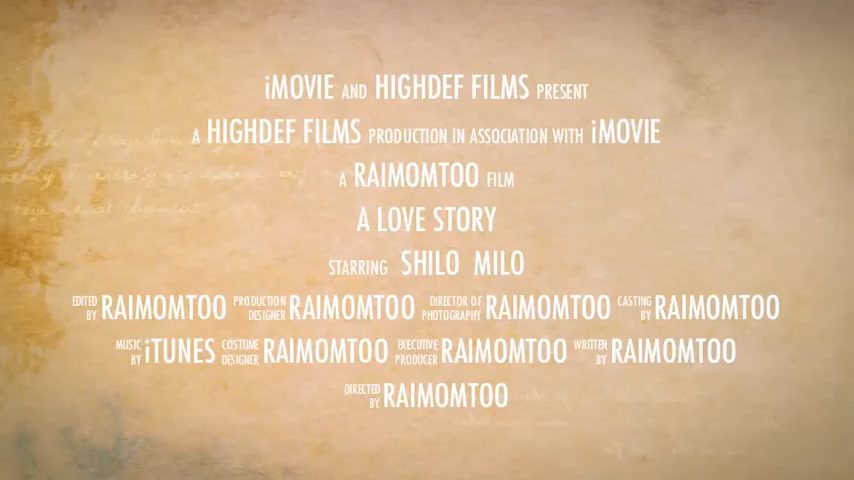 iMOVIE AND HIGHDEF FILMS PRESENT
A HIGHDEF FILMS PRODUCTION IN ASSOCIATION WITH iMOVIE
A RAIMOMTOO FILM
A LOVE STORY
STARRING SHILO MILO
EDITED BY RAIMOMTOO PRODUCTION DESIGNER RAIMOMTOO DIRECTOR OF PHOTOGRAPHY RAIMOMTOO CASTING BY RAIMOMTOO
MUSIC BY iTUNES COSTUME DESIGNER RAIMOMTOO EXECUTIVE PRODUCER RAIMOMTOO WRITTEN BY RAIMOMTOO
DIRECTED BY RAIMOMTOO